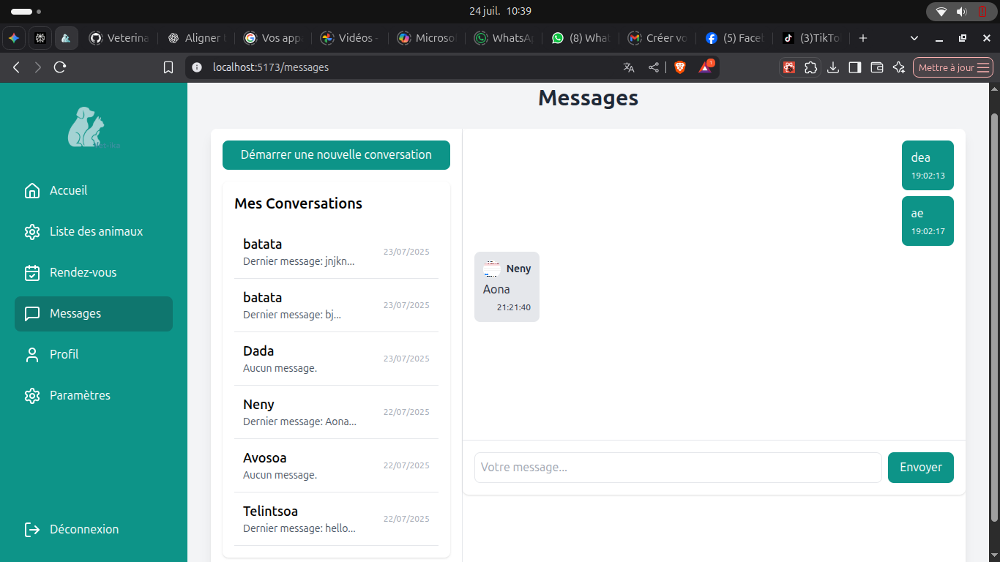 24 juil. 10:39
Veterina
Aligner
Vos app
Vidéos -
Microso
WhatsAp
(8) What
Créer vo
(5) Faceb
(3)TikTo
localhost:5173/messages
1
Mettre à jour
Messages
Accueil
Liste des animaux
Rendez-vous
Messages
Profil
Paramètres
Déconnexion
Démarrer une nouvelle conversation
Mes Conversations
batata
23/07/2025
Dernier message: jnjkn...
batata
23/07/2025
Dernier message: bj...
Dada
23/07/2025
Aucun message.
Neny
22/07/2025
Dernier message: Aona...
Avosoa
22/07/2025
Aucun message.
Telintsoa
22/07/2025
Dernier message: hello...
dea
19:02:13
ae
19:02:17
Neny
Aona
21:21:40
Votre message...
Envoyer